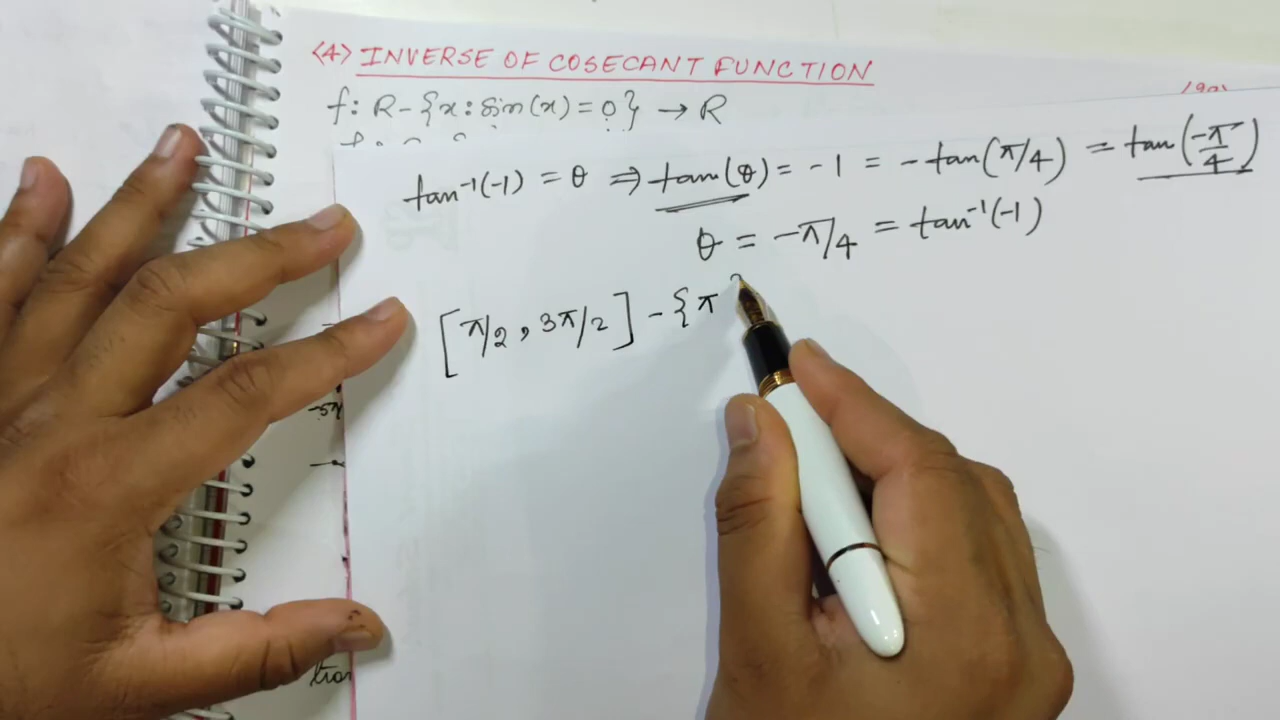 (4) INVERSE OF COSECANT FUNCTION
f: R-{x: sin(x)=0} → R
tan⁻¹(-1) = θ ⇒ tan(θ) = -1 = -tan(π/4) = tan(-π/4)
θ = -π/4 = tan⁻¹(-1)
[π/2, 3π/2] - {π